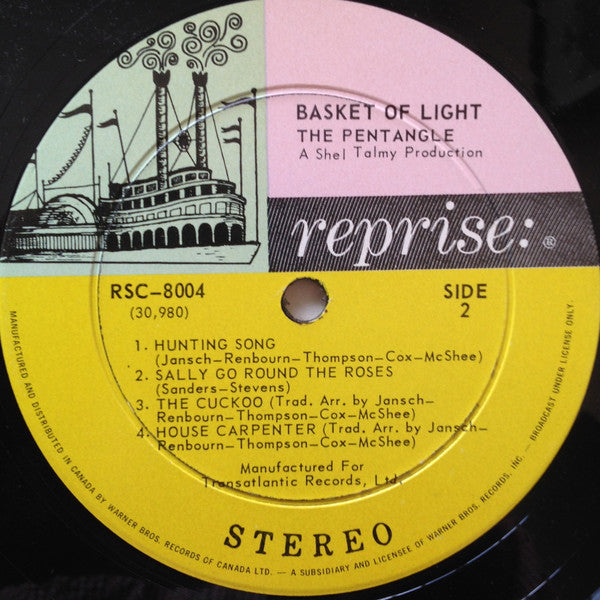 BASKET OF LIGHT
THE PENTANGLE
A Shel Talmy Production
reprise: ®
RSC–8004
(30,980)
SIDE
2
1. HUNTING SONG
(Jansch–Renbourn–Thompson–Cox–McShee)
2. SALLY GO ROUND THE ROSES
(Sanders–Stevens)
3. THE CUCKOO (Trad. Arr. by Jansch–
Renbourn–Thompson–Cox–McShee)
4. HOUSE CARPENTER (Trad. Arr. by Jansch–
Renbourn–Thompson–Cox–McShee)
Manufactured For
Transatlantic Records, Ltd.
STEREO
MANUFACTURED AND DISTRIBUTED IN CANADA BY WARNER BROS. RECORDS OF CANADA LTD. — A SUBSIDIARY AND LICENSEE OF WARNER BROS. RECORDS, INC. — BROADCAST UNDER LICENSE ONLY.